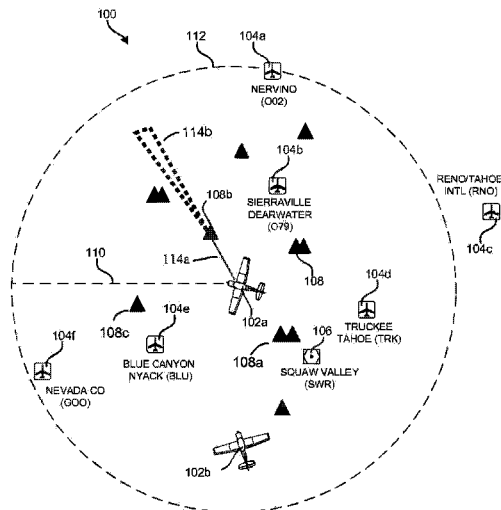 100
112
104a
NERVINO
(O02)
114b
104b
108b
SIERRAVILLE
DEARWATER
(O79)
RENO/TAHOE
INTL (RNO)
104c
110
114a
108
104d
102a
TRUCKEE
TAHOE (TRK)
108c
104e
106
104f
BLUE CANYON
NYACK (BLU)
108a
SQUAW VALLEY
(SWR)
NEVADA CO
(GOO)
102b